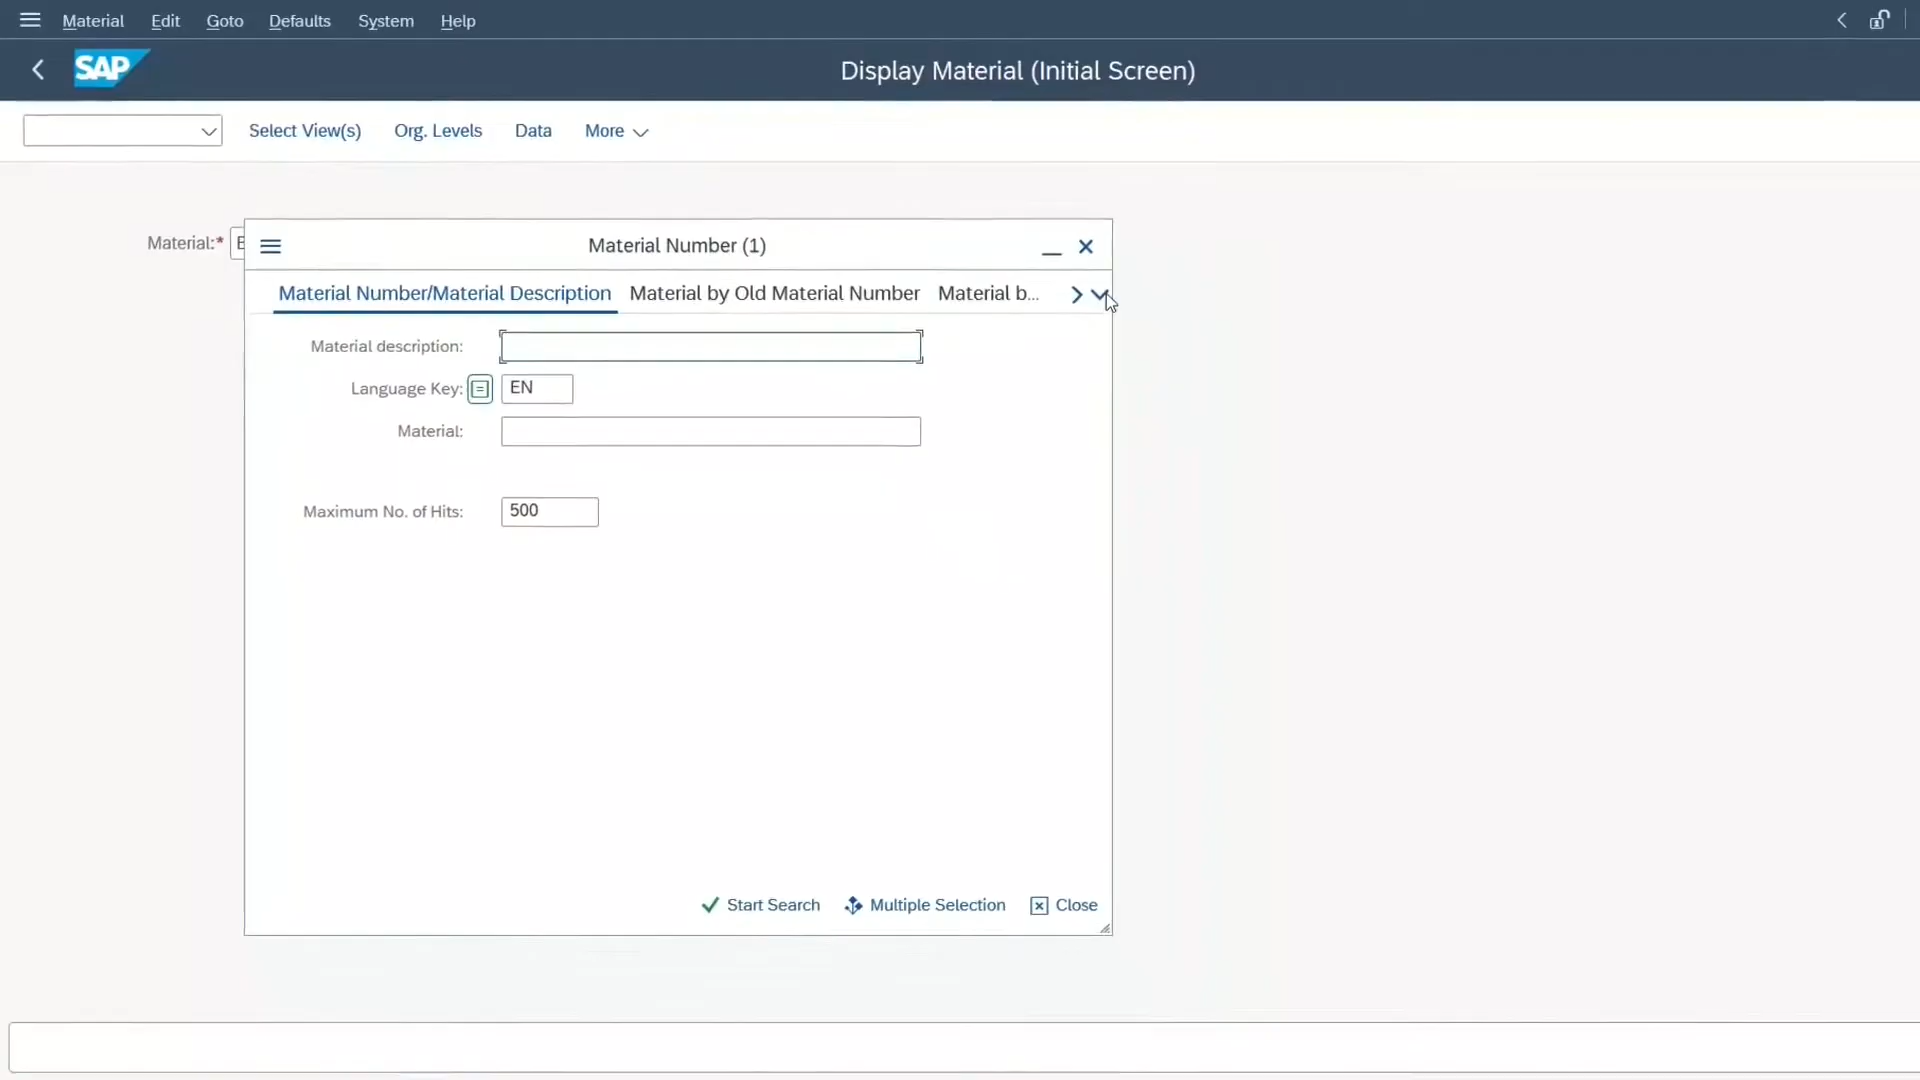 Material Edit Goto Defaults System Help
SAP Display Material (Initial Screen)
Select View(s) Org. Levels Data More
Material:*
Material Number (1)
Material Number/Material Description Material by Old Material Number Material b...
Material description:
Language Key: EN
Material:
Maximum No. of Hits: 500
Start Search Multiple Selection Close